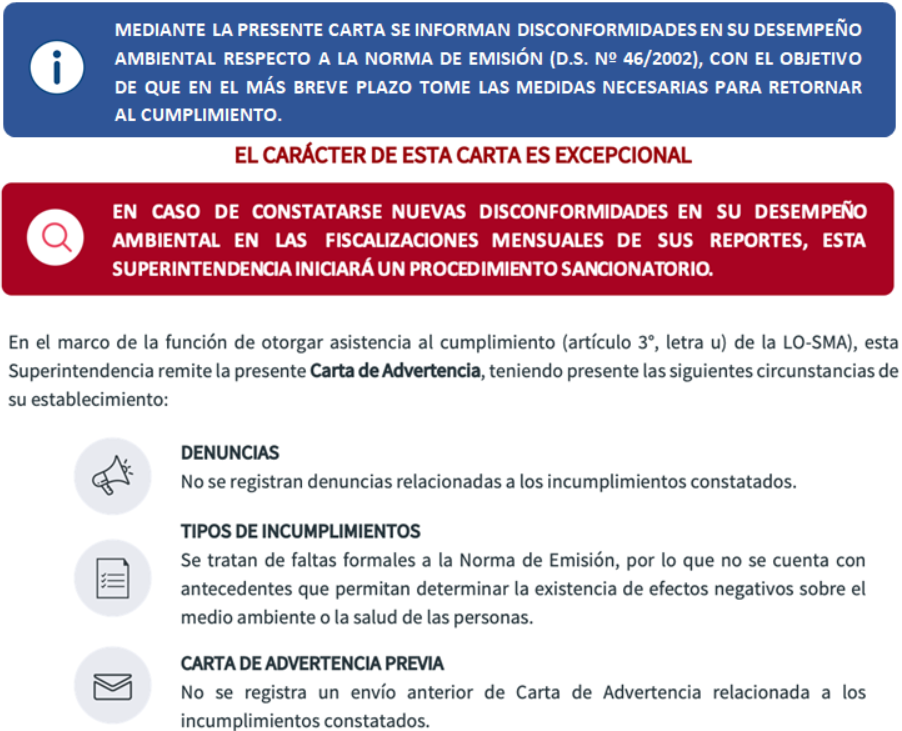 MEDIANTE LA PRESENTE CARTA SE INFORMAN DISCONFORMIDADES EN SU DESEMPEÑO
AMBIENTAL RESPECTO A LA NORMA DE EMISIÓN (D.S. Nº 46/2002), CON EL OBJETIVO
DE QUE EN EL MÁS BREVE PLAZO TOME LAS MEDIDAS NECESARIAS PARA RETORNAR
AL CUMPLIMIENTO.
EL CARÁCTER DE ESTA CARTA ES EXCEPCIONAL
EN CASO DE CONSTATARSE NUEVAS DISCONFORMIDADES EN SU DESEMPEÑO
AMBIENTAL EN LAS FISCALIZACIONES MENSUALES DE SUS REPORTES, ESTA
SUPERINTENDENCIA INICIARÁ UN PROCEDIMIENTO SANCIONATORIO.
En el marco de la función de otorgar asistencia al cumplimiento (artículo 3°, letra u) de la LO-SMA), esta
Superintendencia remite la presente Carta de Advertencia, teniendo presente las siguientes circunstancias de
su establecimiento:
DENUNCIAS
No se registran denuncias relacionadas a los incumplimientos constatados.
TIPOS DE INCUMPLIMIENTOS
Se tratan de faltas formales a la Norma de Emisión, por lo que no se cuenta con
antecedentes que permitan determinar la existencia de efectos negativos sobre el
medio ambiente o la salud de las personas.
CARTA DE ADVERTENCIA PREVIA
No se registra un envío anterior de Carta de Advertencia relacionada a los
incumplimientos constatados.